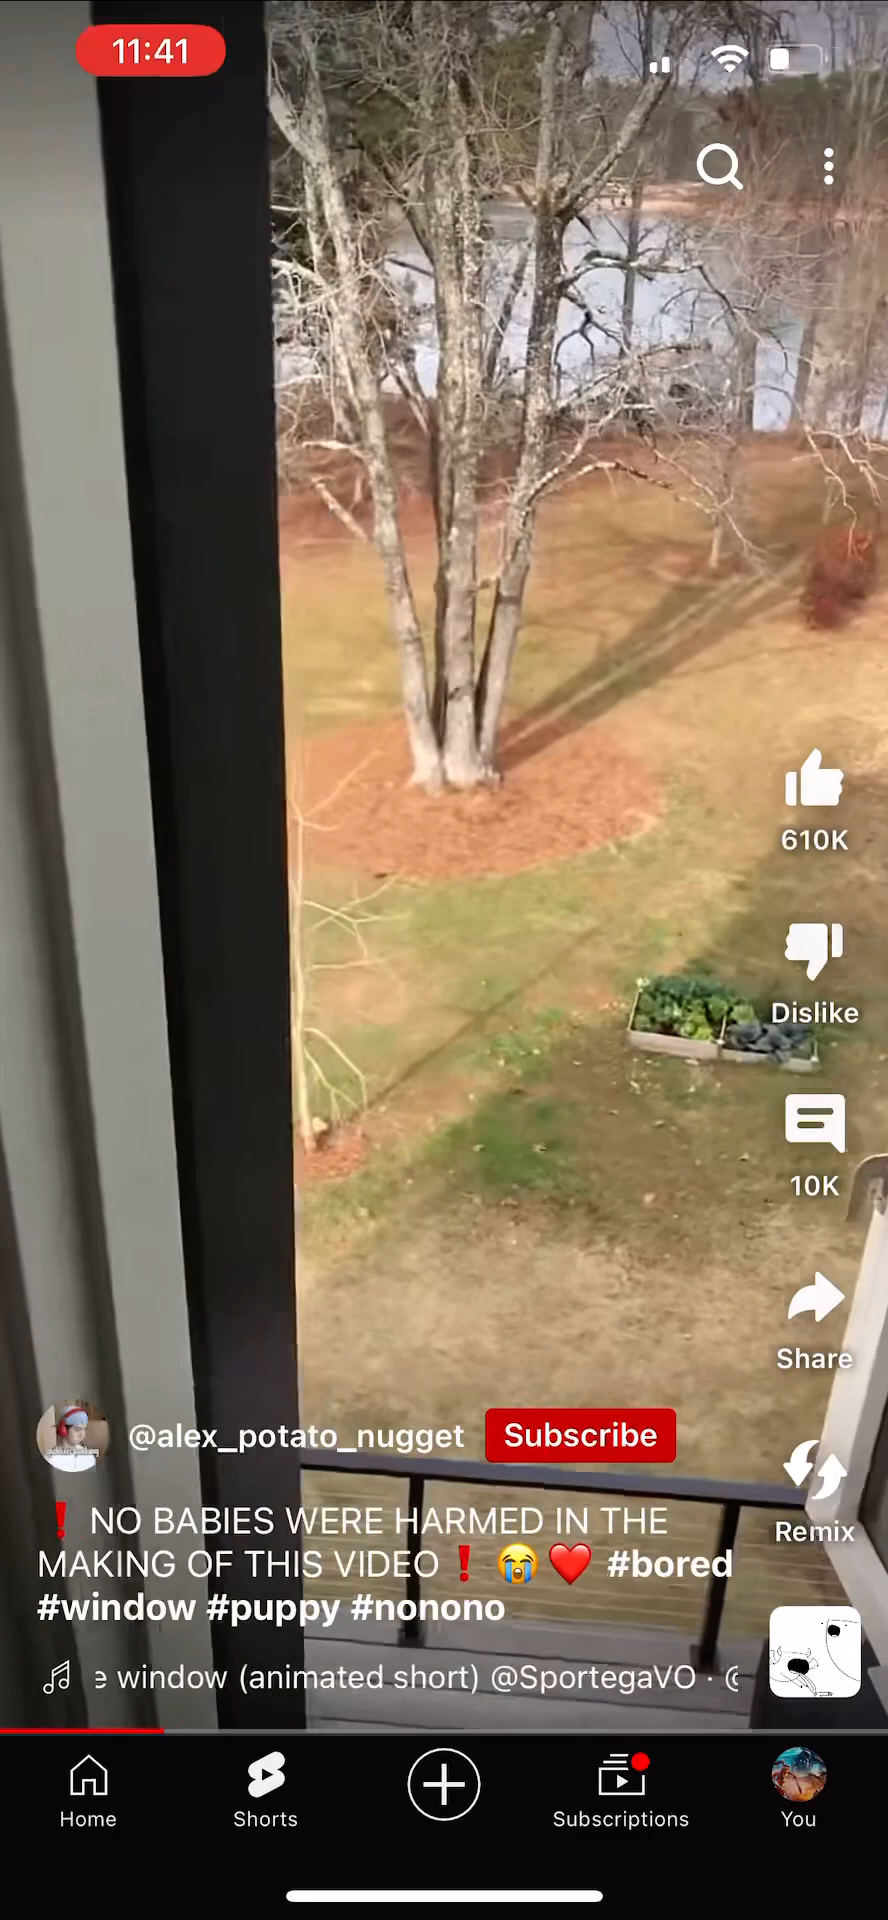 11:41
610K
Dislike
10K
Share
@alex_potato_nugget Subscribe
❗ NO BABIES WERE HARMED IN THE
MAKING OF THIS VIDEO❗ 😭❤️ #bored
#window #puppy #nonono
Remix
e window (animated short) @SportegaVO ·
Home Shorts Subscriptions You